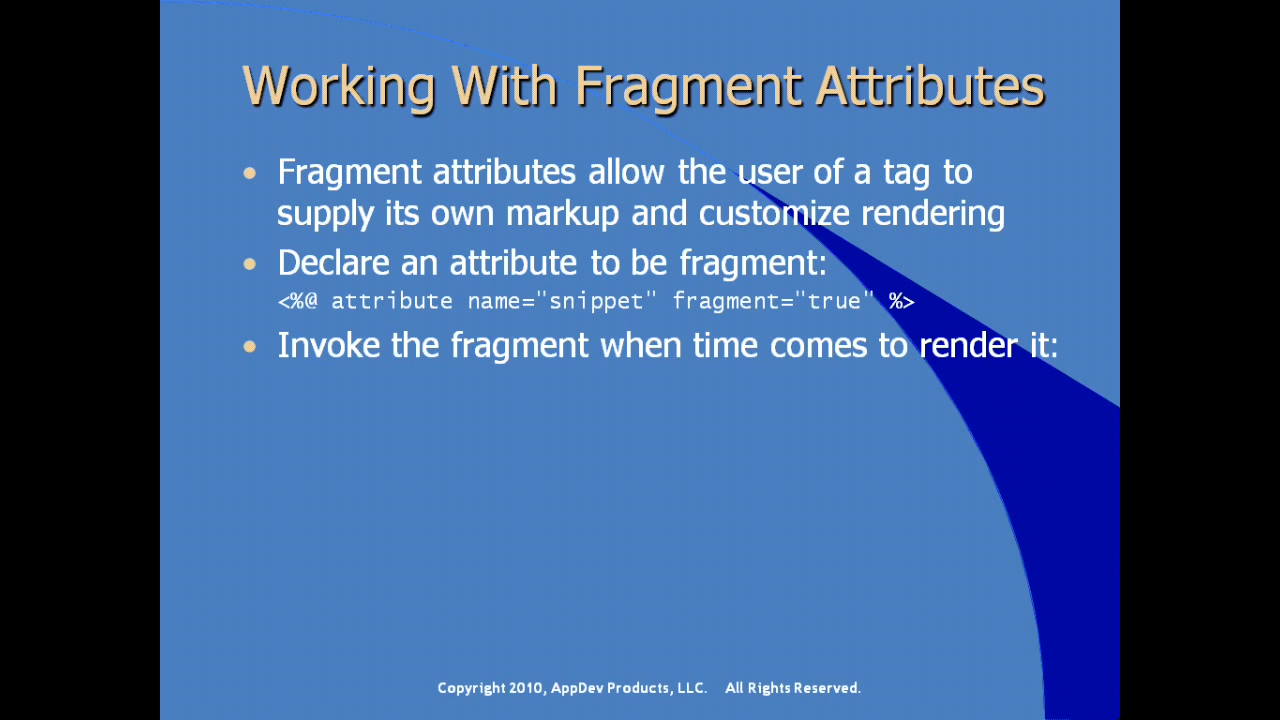 Working With Fragment Attributes
• Fragment attributes allow the user of a tag to
supply its own markup and customize rendering
• Declare an attribute to be fragment:
<%@ attribute name="snippet" fragment="true" %>
• Invoke the fragment when time comes to render it:
Copyright 2010, AppDev Products, LLC. All Rights Reserved.